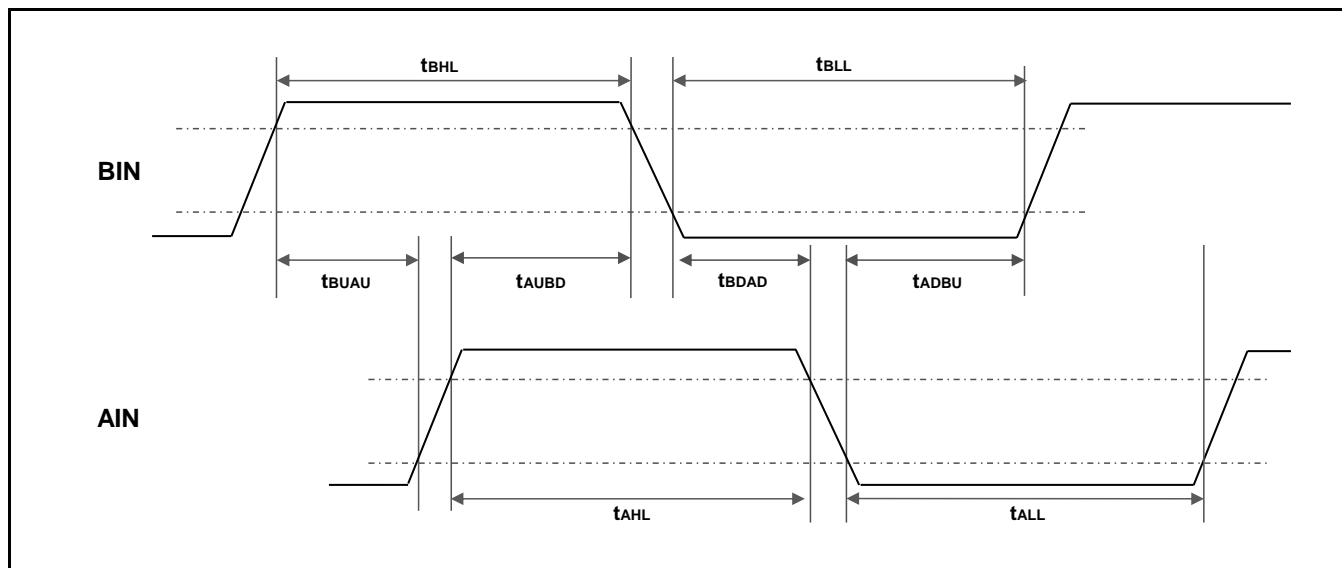 tBHL
tBLL
BIN
tBUAU
tAUBD
tBDAD
tADBU
AIN
tAHL
tALL